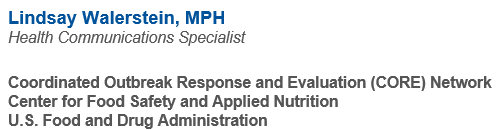 Lindsay Walerstein, MPH
Health Communications Specialist
Coordinated Outbreak Response and Evaluation (CORE) Network
Center for Food Safety and Applied Nutrition
U.S. Food and Drug Administration